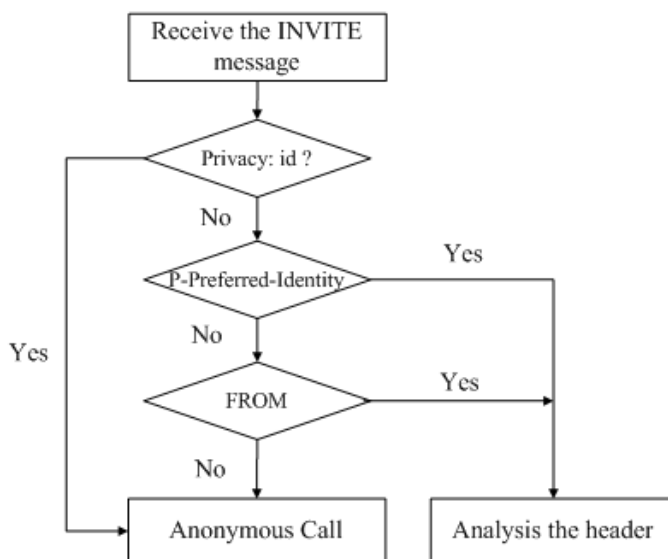 Receive the INVITE
message
Privacy: id ?
No
P-Preferred-Identity
Yes
No
Yes
FROM
Yes
No
Anonymous Call
Analysis the header